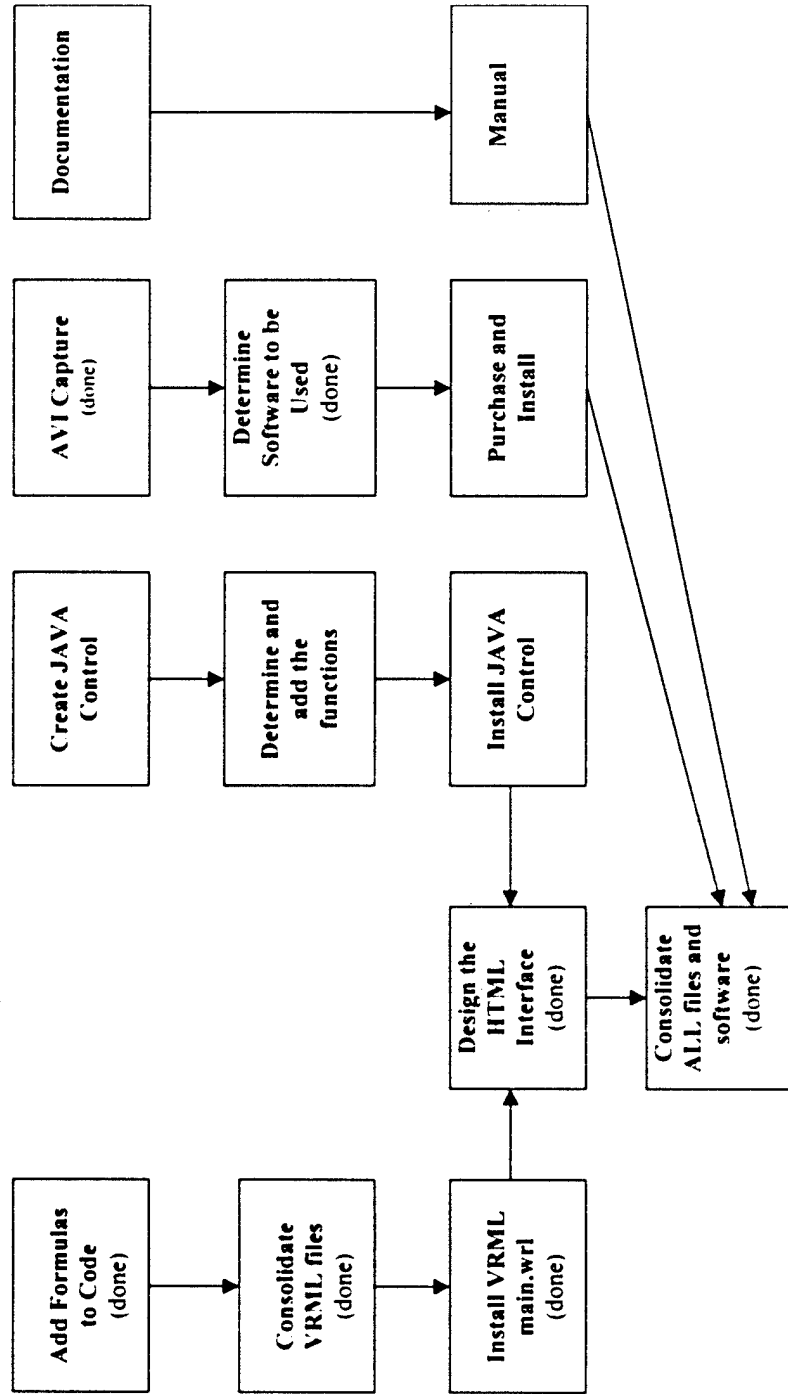 Add Formulas
to Code
(done)
Create JAVA
Control
AVI Capture
(done)
Documentation
Consolidate
VRML files
(done)
Determine and
add the
functions
Determine
Software to be
Used
(done)
Install VRML
main.wrl
(done)
Design the
HTML
Interface
(done)
Install JAVA
Control
Purchase and
Install
Manual
Consolidate
ALL files and
software
(done)